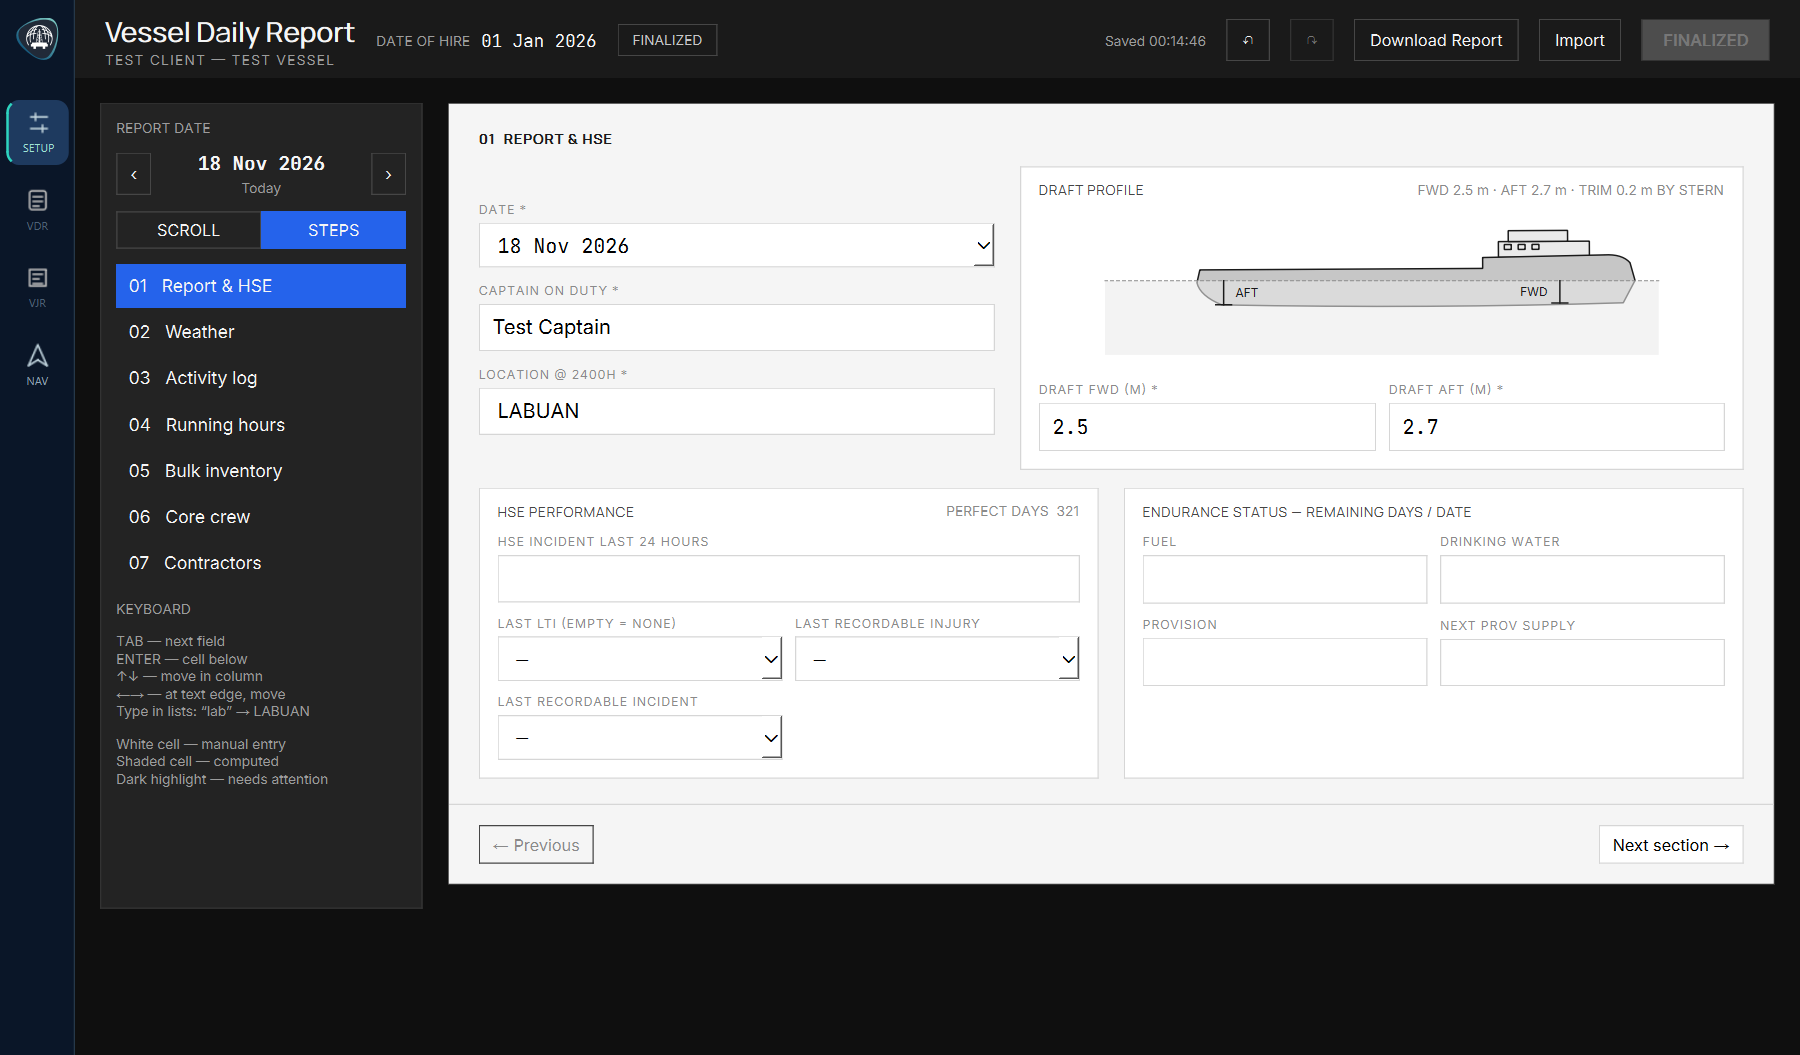 Vessel Daily Report
TEST CLIENT — TEST VESSEL
DATE OF HIRE 01 Jan 2026
FINALIZED
Saved 00:14:46
Download Report
Import
FINALIZED
SETUP
VDR
VJR
NAV
REPORT DATE
‹
18 Nov 2026
Today
›
SCROLL
STEPS
01 Report & HSE
02 Weather
03 Activity log
04 Running hours
05 Bulk inventory
06 Core crew
07 Contractors
KEYBOARD
TAB — next field
ENTER — cell below
↑↓ — move in column
←→ — at text edge, move
Type in lists: “lab” → LABUAN
White cell — manual entry
Shaded cell — computed
Dark highlight — needs attention
01 REPORT & HSE
DATE *
18 Nov 2026
CAPTAIN ON DUTY *
Test Captain
LOCATION @ 2400H *
LABUAN
DRAFT PROFILE
FWD 2.5 m · AFT 2.7 m · TRIM 0.2 m BY STERN
AFT
FWD
DRAFT FWD (M) *
2.5
DRAFT AFT (M) *
2.7
HSE PERFORMANCE
PERFECT DAYS 321
HSE INCIDENT LAST 24 HOURS
LAST LTI (EMPTY = NONE)
—
LAST RECORDABLE INJURY
—
LAST RECORDABLE INCIDENT
—
ENDURANCE STATUS — REMAINING DAYS / DATE
FUEL
DRINKING WATER
PROVISION
NEXT PROV SUPPLY
← Previous
Next section →